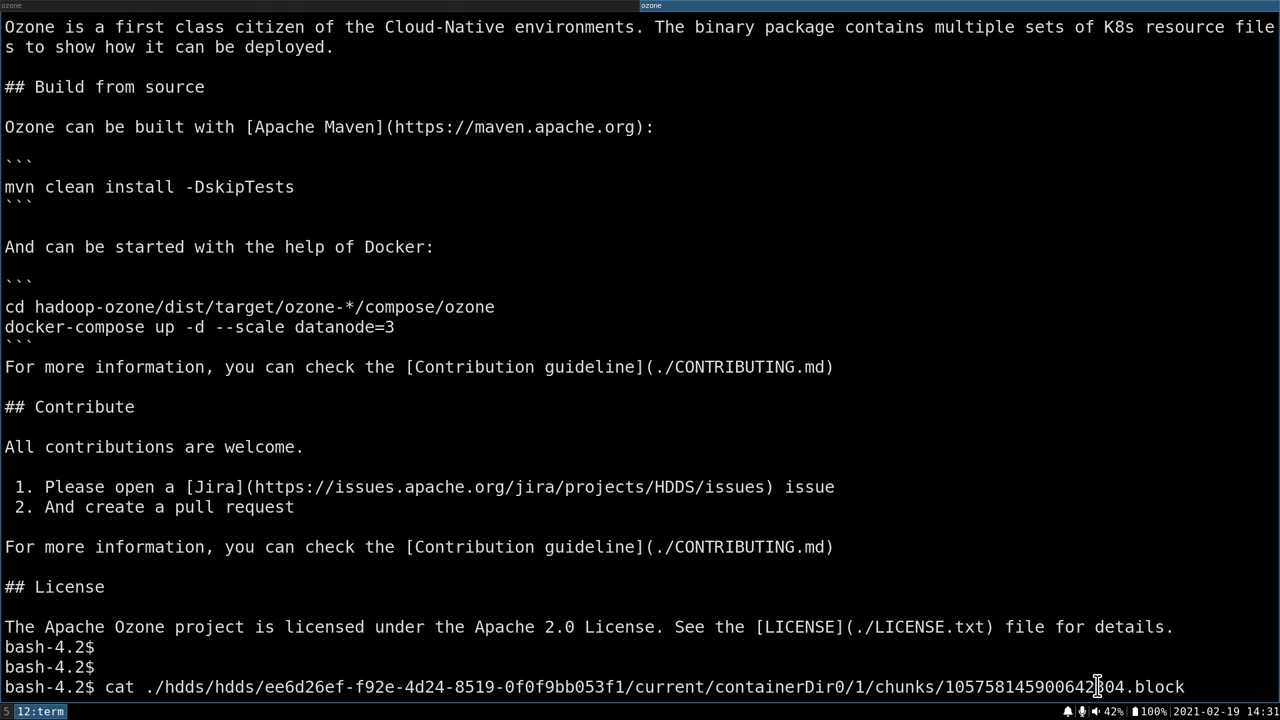 ozone
ozone
Ozone is a first class citizen of the Cloud-Native environments. The binary package contains multiple sets of K8s resource file
s to show how it can be deployed.
## Build from source
Ozone can be built with [Apache Maven](https://maven.apache.org):
```
mvn clean install -DskipTests
```
And can be started with the help of Docker:
```
cd hadoop-ozone/dist/target/ozone-*/compose/ozone
docker-compose up -d --scale datanode=3
```
For more information, you can check the [Contribution guideline](./CONTRIBUTING.md)
## Contribute
All contributions are welcome.
1. Please open a [Jira](https://issues.apache.org/jira/projects/HDDS/issues) issue
2. And create a pull request
For more information, you can check the [Contribution guideline](./CONTRIBUTING.md)
## License
The Apache Ozone project is licensed under the Apache 2.0 License. See the [LICENSE](./LICENSE.txt) file for details.
bash-4.2$
bash-4.2$
bash-4.2$ cat ./hdds/hdds/ee6d26ef-f92e-4d24-8519-0f0f9bb053f1/current/containerDir0/1/chunks/105758145900642304.block
5 12:term
42% 100% 2021-02-19 14:31